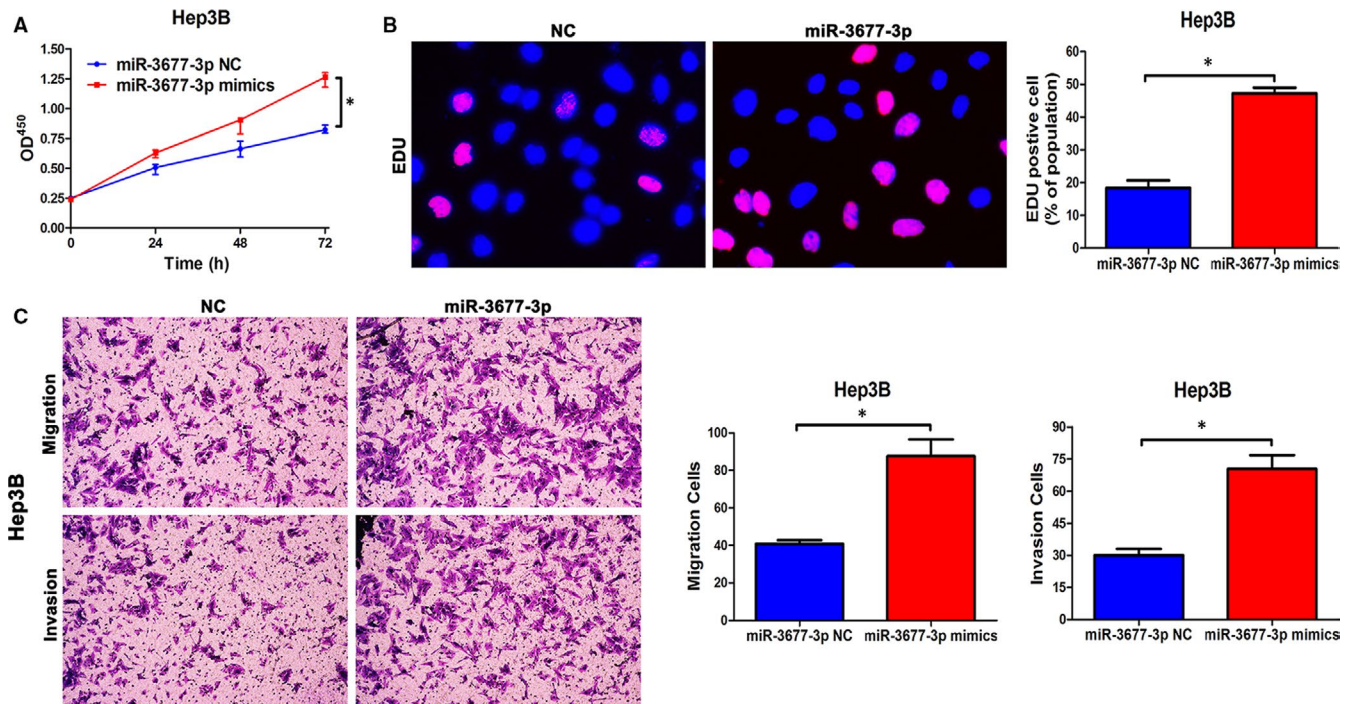 A
Hep3B
1.50
1.25
1.00
0.75
0.50
0.25
0.00
OD450
miR-3677-3p NC
miR-3677-3p mimics
*
0
24
48
72
Time (h)
B
NC
miR-3677-3p
EDU
Hep3B
60
50
40
30
20
10
0
EDU postive cell
(% of population)
*
miR-3677-3p NC
miR-3677-3p mimics
C
NC
miR-3677-3p
Hep3B
Migration
Invasion
Hep3B
100
80
60
40
20
0
Migration Cells
*
miR-3677-3p NC
miR-3677-3p mimics
Hep3B
90
75
60
45
30
15
0
Invasion Cells
*
miR-3677-3p NC
miR-3677-3p mimics